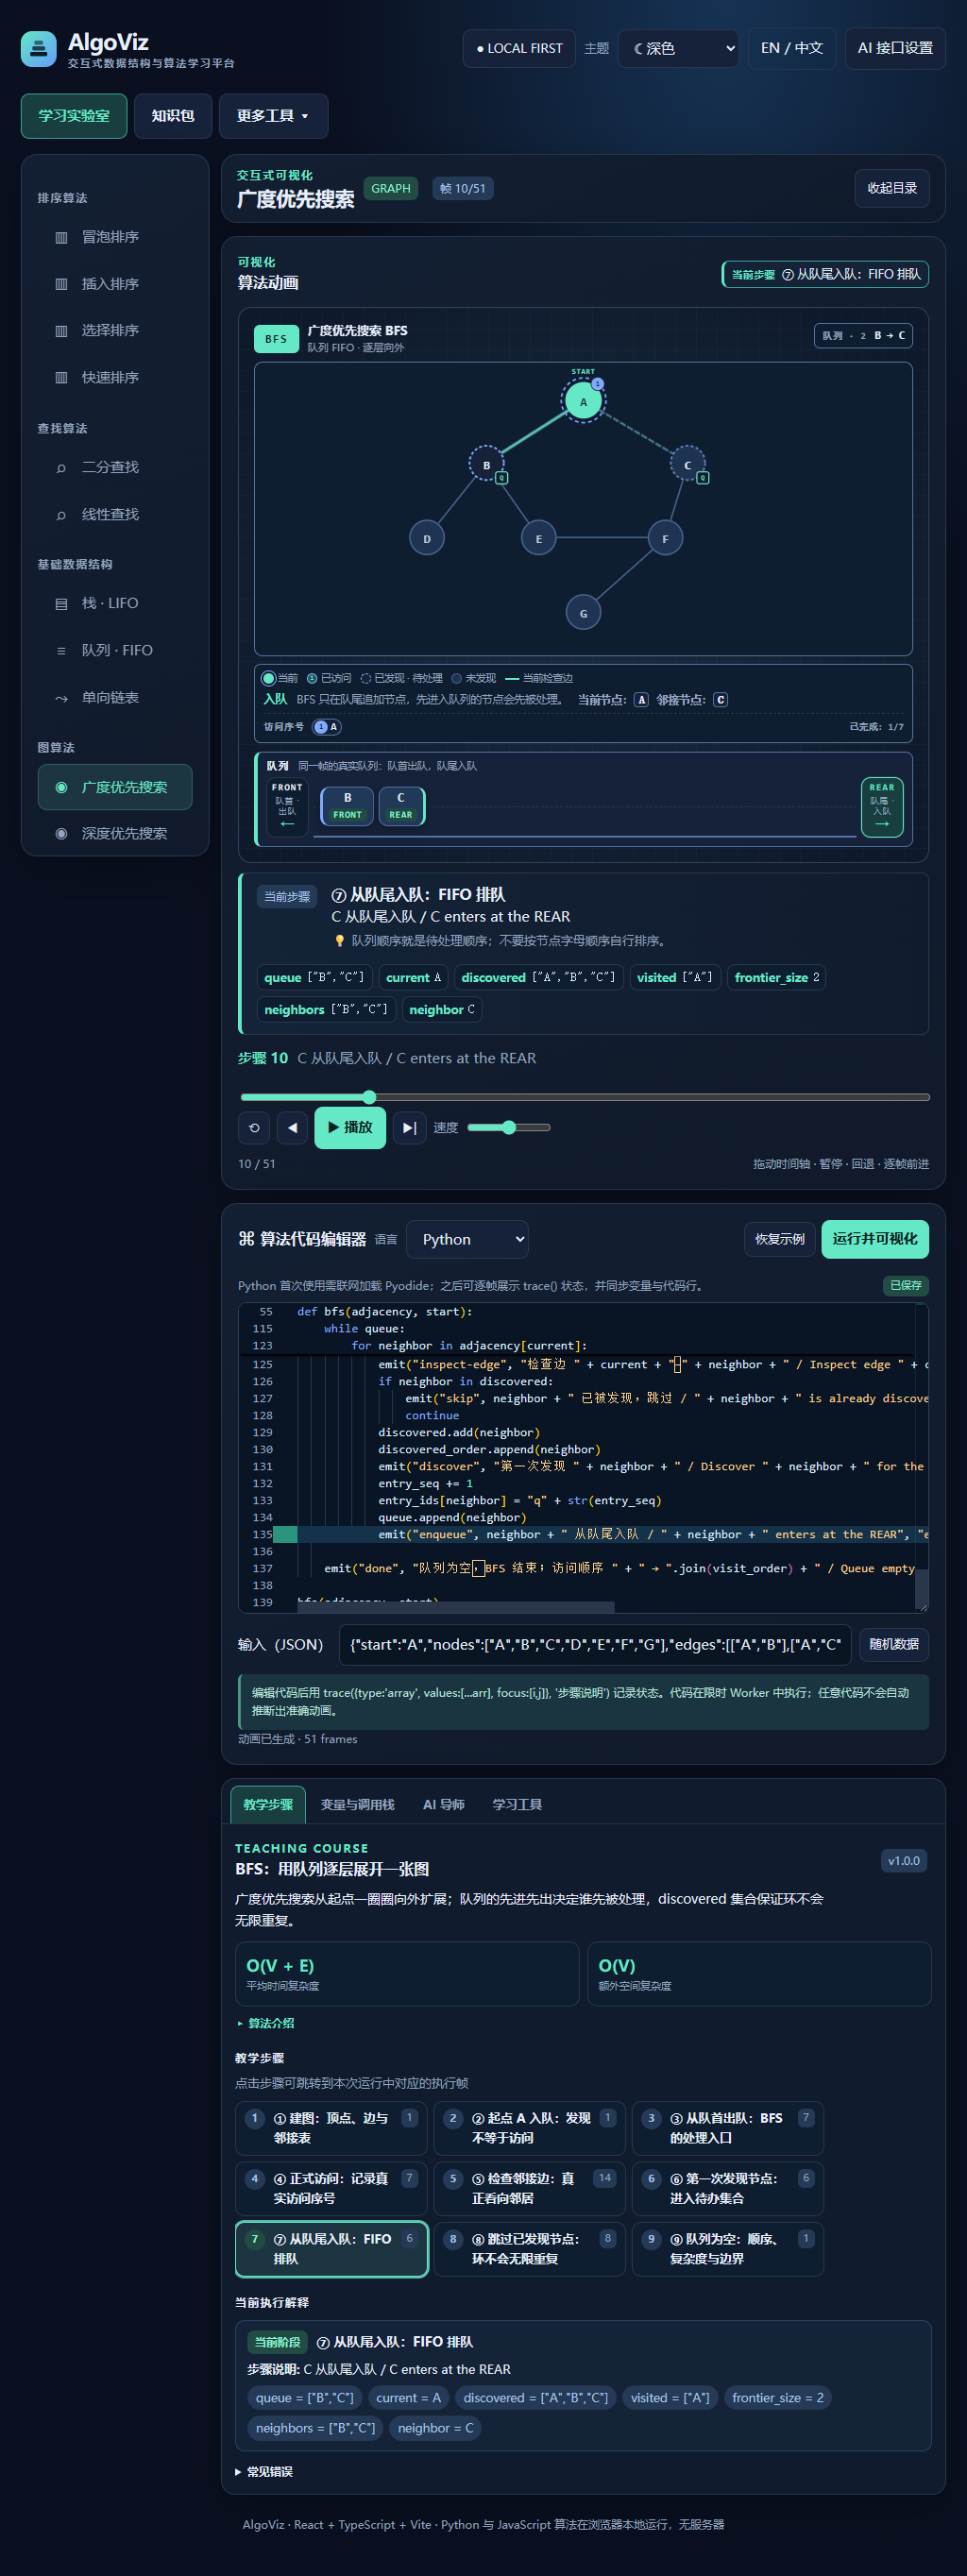 AlgoViz
交互式数据结构与算法学习平台
● LOCAL FIRST
主题
☾ 深色
EN / 中文
AI 接口设置
学习实验室
知识包
更多工具 ▾
排序算法
冒泡排序
插入排序
选择排序
快速排序
查找算法
二分查找
线性查找
基础数据结构
栈 · LIFO
队列 · FIFO
单向链表
图算法
广度优先搜索
深度优先搜索
交互式可视化
广度优先搜索
GRAPH
帧 10/51
收起目录
可视化
算法动画
当前步骤 ⑦ 从队尾入队：FIFO 排队
BFS
广度优先搜索 BFS
队列 FIFO · 逐层向外
队列 · 2 B → C
START
1
A
B
Q
C
Q
D
E
F
G
当前
1 已访问
已发现 · 待处理
未发现
当前检查边
入队 BFS 只在队尾追加节点，先进入队列的节点会先被处理。 当前节点： A 邻接节点： C
访问序号 1 A
已完成：1/7
队列 同一帧的真实队列：队首出队，队尾入队
FRONT
队首 ·
出队
←
B
FRONT
C
REAR
REAR
队尾 ·
入队
→
当前步骤
⑦ 从队尾入队：FIFO 排队
C 从队尾入队 / C enters at the REAR
💡 队列顺序就是待处理顺序；不要按节点字母顺序自行排序。
queue ["B","C"]
current A
discovered ["A","B","C"]
visited ["A"]
frontier_size 2
neighbors ["B","C"]
neighbor C
步骤 10 C 从队尾入队 / C enters at the REAR
▶ 播放
速度
10 / 51
拖动时间轴 · 暂停 · 回退 · 逐帧前进
⌘ 算法代码编辑器
语言
Python
恢复示例
运行并可视化
Python 首次使用需联网加载 Pyodide；之后可逐帧展示 trace() 状态，并同步变量与代码行。
已保存
55 def bfs(adjacency, start):
115 while queue:
123 for neighbor in adjacency[current]:
125 emit("inspect-edge", "检查边 " + current + "-" + neighbor + " / Inspect edge " + c
126 if neighbor in discovered:
127 emit("skip", neighbor + " 已被发现，跳过 / " + neighbor + " is already discove
128 continue
129 discovered.add(neighbor)
130 discovered_order.append(neighbor)
131 emit("discover", "第一次发现 " + neighbor + " / Discover " + neighbor + " for the
132 entry_seq += 1
133 entry_ids[neighbor] = "q" + str(entry_seq)
134 queue.append(neighbor)
135 emit("enqueue", neighbor + " 从队尾入队 / " + neighbor + " enters at the REAR", "e
136
137 emit("done", "队列为空，BFS 结束；访问顺序 " + " → ".join(visit_order) + " / Queue empty
138
139 bfs(adjacency, start)
输入（JSON）
{"start":"A","nodes":["A","B","C","D","E","F","G"],"edges":[["A","B"],["A","C"
随机数据
编辑代码后用 trace({type:'array', values:[...arr], focus:[i,j]}, '步骤说明') 记录状态。代码在限时 Worker 中执行；任意代码不会自动
推断出准确动画。
动画已生成 · 51 frames
教学步骤
变量与调用栈
AI 导师
学习工具
TEACHING COURSE
BFS：用队列逐层展开一张图
v1.0.0
广度优先搜索从起点一圈圈向外扩展；队列的先进先出决定谁先被处理，discovered 集合保证环不会
无限重复。
O(V + E)
平均时间复杂度
O(V)
额外空间复杂度
▸ 算法介绍
教学步骤
点击步骤可跳转到本次运行中对应的执行帧
1 ① 建图：顶点、边与 1
邻接表
2 ② 起点 A 入队：发现 1
不等于访问
3 ③ 从队首出队：BFS 7
的处理入口
4 ④ 正式访问：记录真 7
实访问序号
5 ⑤ 检查邻接边：真 14
正看向邻居
6 ⑥ 第一次发现节点： 6
进入待办集合
7 ⑦ 从队尾入队：FIFO 6
排队
8 ⑧ 跳过已发现节点： 8
环不会无限重复
9 ⑨ 队列为空：顺序、 1
复杂度与边界
当前执行解释
当前阶段 ⑦ 从队尾入队：FIFO 排队
步骤说明: C 从队尾入队 / C enters at the REAR
queue = ["B","C"]
current = A
discovered = ["A","B","C"]
visited = ["A"]
frontier_size = 2
neighbors = ["B","C"]
neighbor = C
▶ 常见错误
AlgoViz · React + TypeScript + Vite · Python 与 JavaScript 算法在浏览器本地运行，无服务器